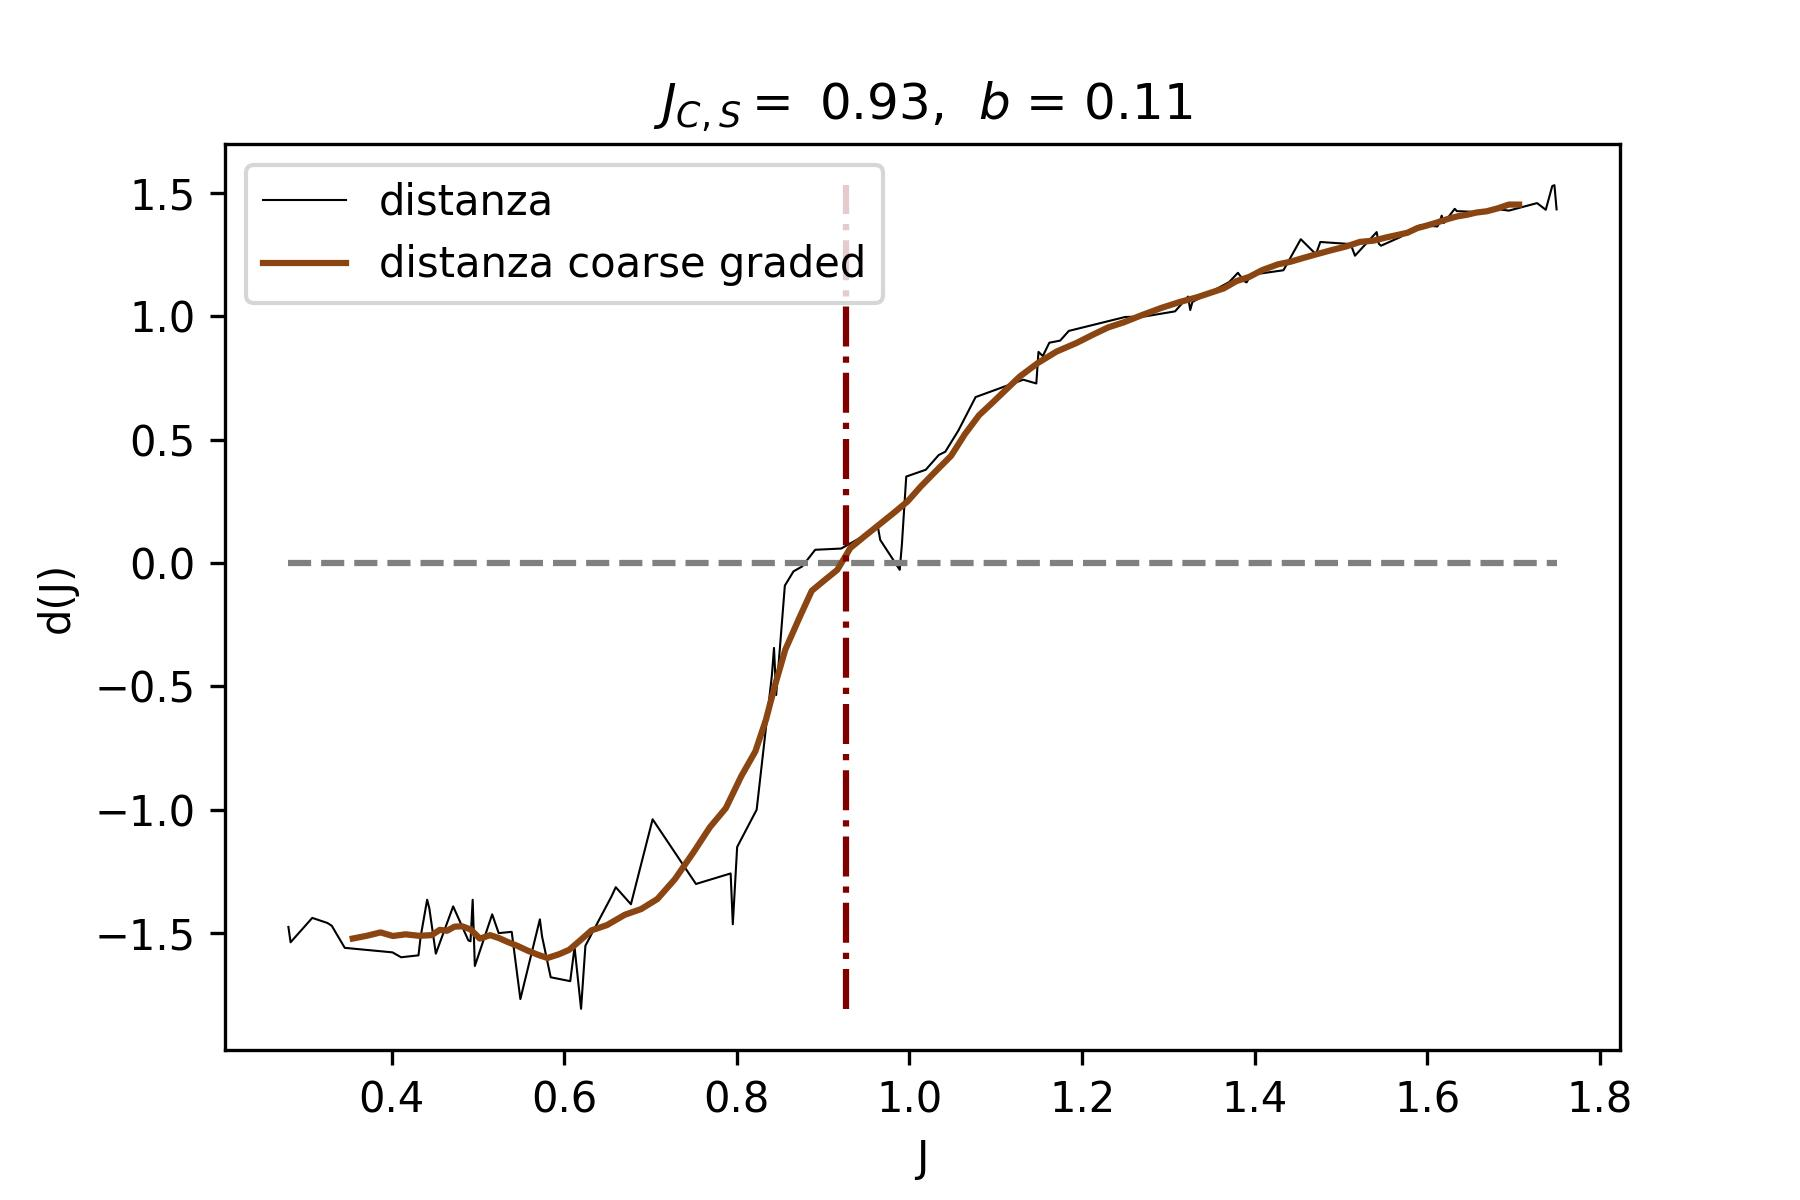 J_{C,S} = 0.93, b = 0.11
distanza
distanza coarse graded
1.5
1.0
0.5
0.0
−0.5
−1.0
−1.5
d(J)
0.4 0.6 0.8 1.0 1.2 1.4 1.6 1.8
J